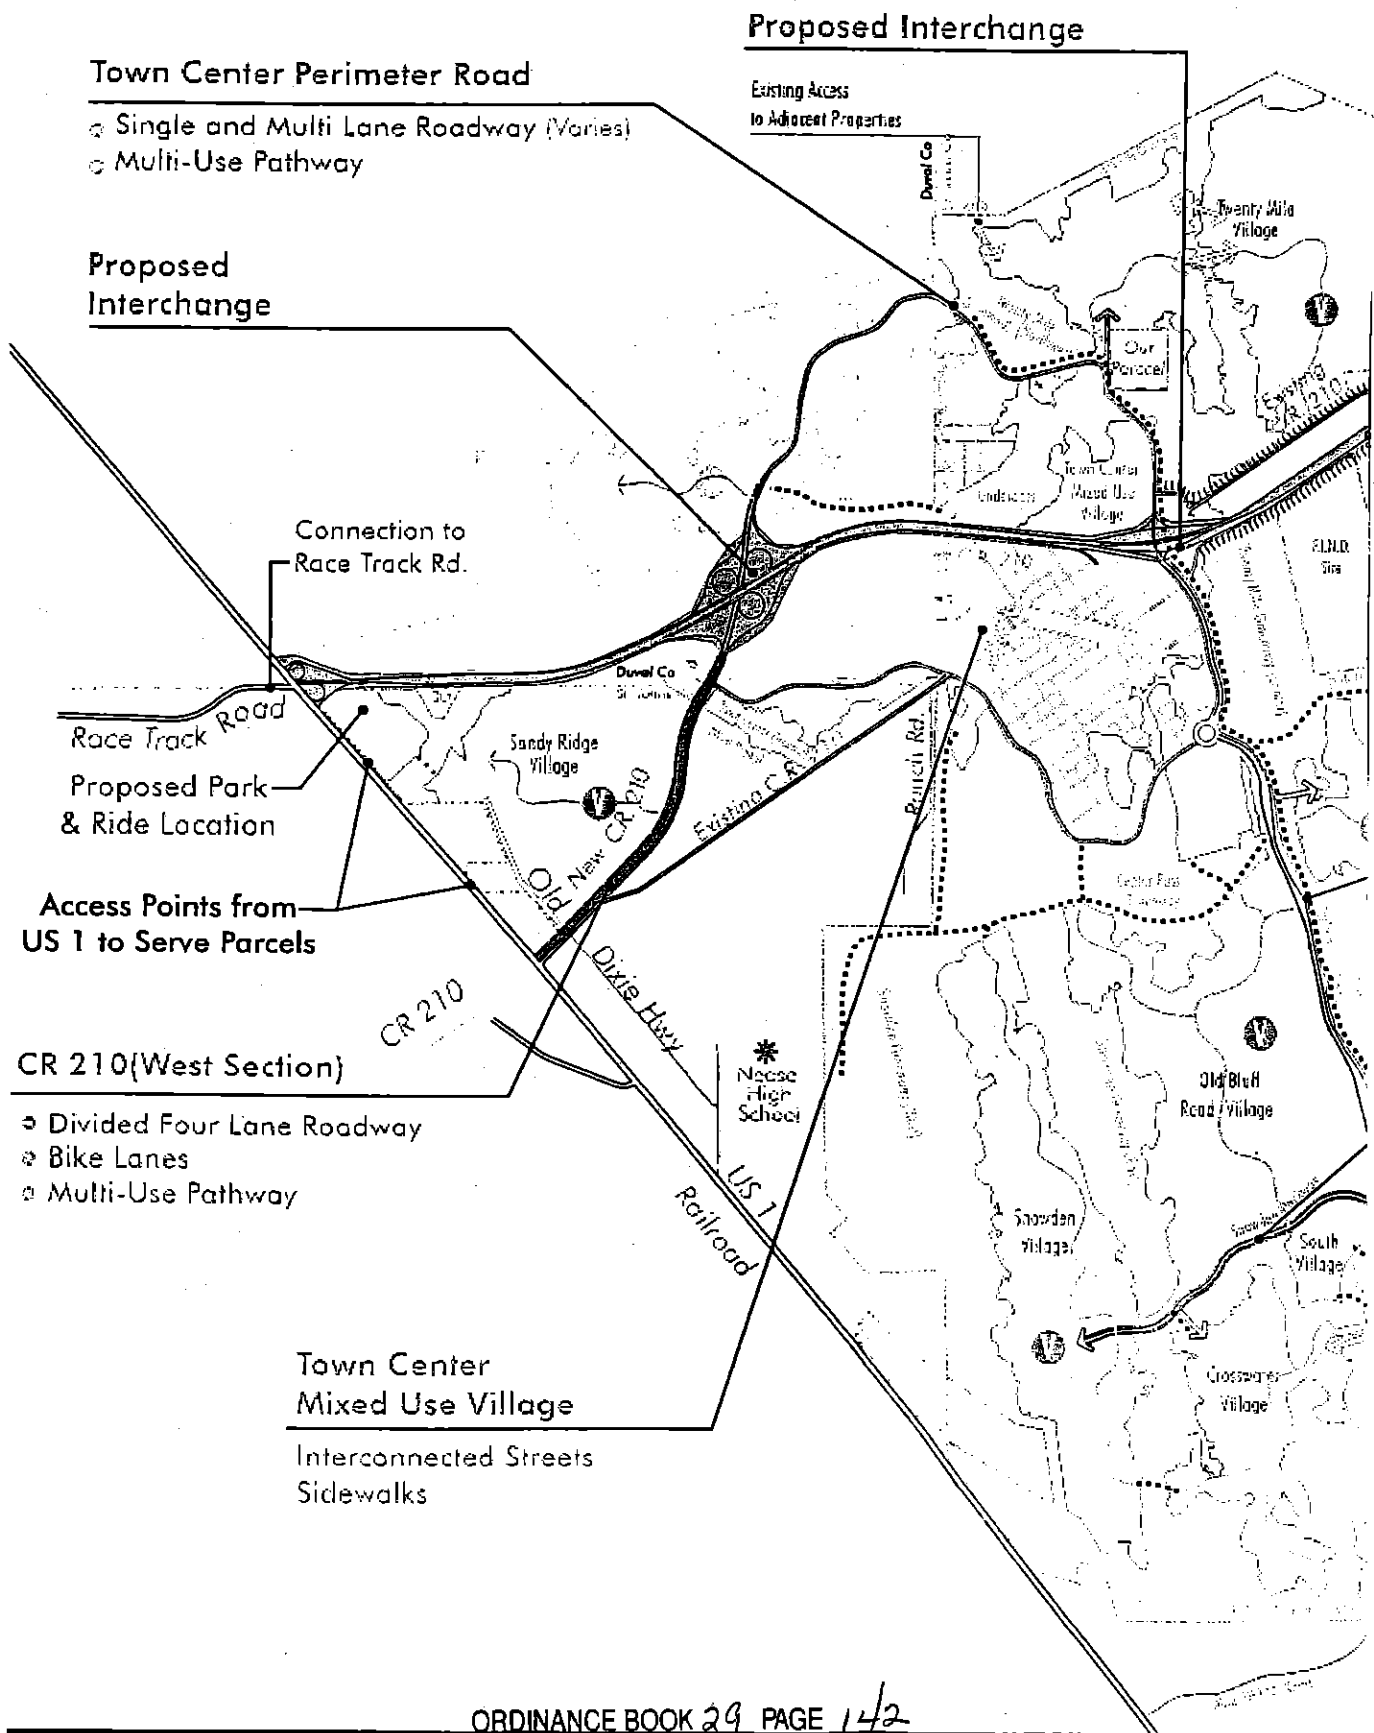 Proposed Interchange
Town Center Perimeter Road
Single and Multi Lane Roadway (Varies)
Multi-Use Pathway
Existing Access
to Adjacent Properties
Duval Co
Twenty Mile
Village
Proposed
Interchange
Our
Parcel
Existing
CR 210
Town Center
Mixed Use
Village
Connection to
Race Track Rd.
F.I.N.D.
Site
Duval Co
Race Track Road
Sandy Ridge
Village
Proposed Park
& Ride Location
New CR 210
Existing C.R.
Ranch Rd.
Access Points from
US 1 to Serve Parcels
Old
Dixie Hwy
CR 210
CR 210(West Section)
Divided Four Lane Roadway
Bike Lanes
Multi-Use Pathway
Nease
High
School
Old Bluff
Road Village
US 1
Railroad
Snowden
Village
South
Village
Crosswater
Village
Town Center
Mixed Use Village
Interconnected Streets
Sidewalks
ORDINANCE BOOK 29 PAGE 142